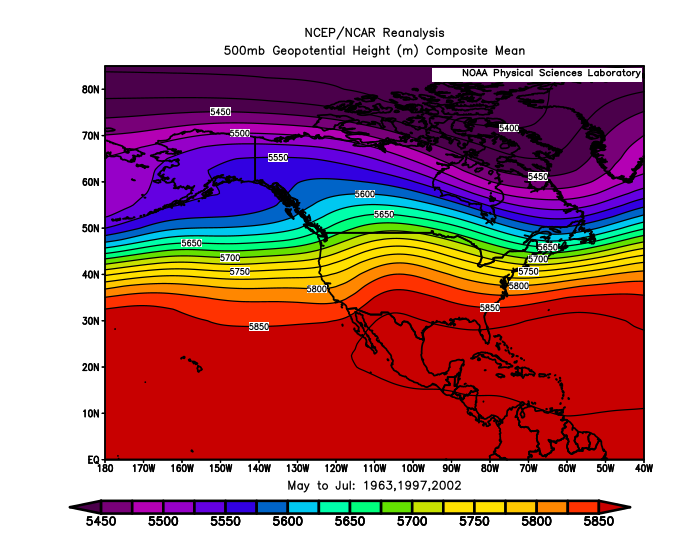 NCEP/NCAR Reanalysis
500mb Geopotential Height (m) Composite Mean
NOAA Physical Sciences Laboratory
80N
5450
5400
70N
5500
5550
5450
60N
5600
5650
50N
5650
5650
5700
5700
5750
5750
40N
5800
5800
5850
30N
5850
20N
10N
EQ
180 170W 160W 150W 140W 130W 120W 110W 100W 90W 80W 70W 60W 50W 40W
May to Jul: 1963,1997,2002
5450 5500 5550 5600 5650 5700 5750 5800 5850